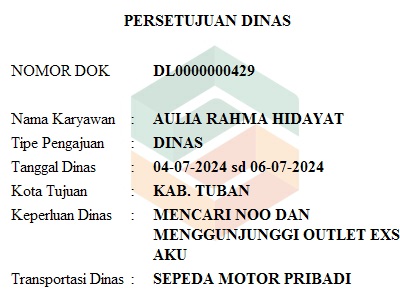 PERSETUJUAN DINAS
NOMOR DOK DL0000000429
Nama Karyawan : AULIA RAHMA HIDAYAT
Tipe Pengajuan : DINAS
Tanggal Dinas : 04-07-2024 sd 06-07-2024
Kota Tujuan : KAB. TUBAN
Keperluan Dinas : MENCARI NOO DAN
MENGGUNJUNGGI OUTLET EXS
AKU
Transportasi Dinas : SEPEDA MOTOR PRIBADI